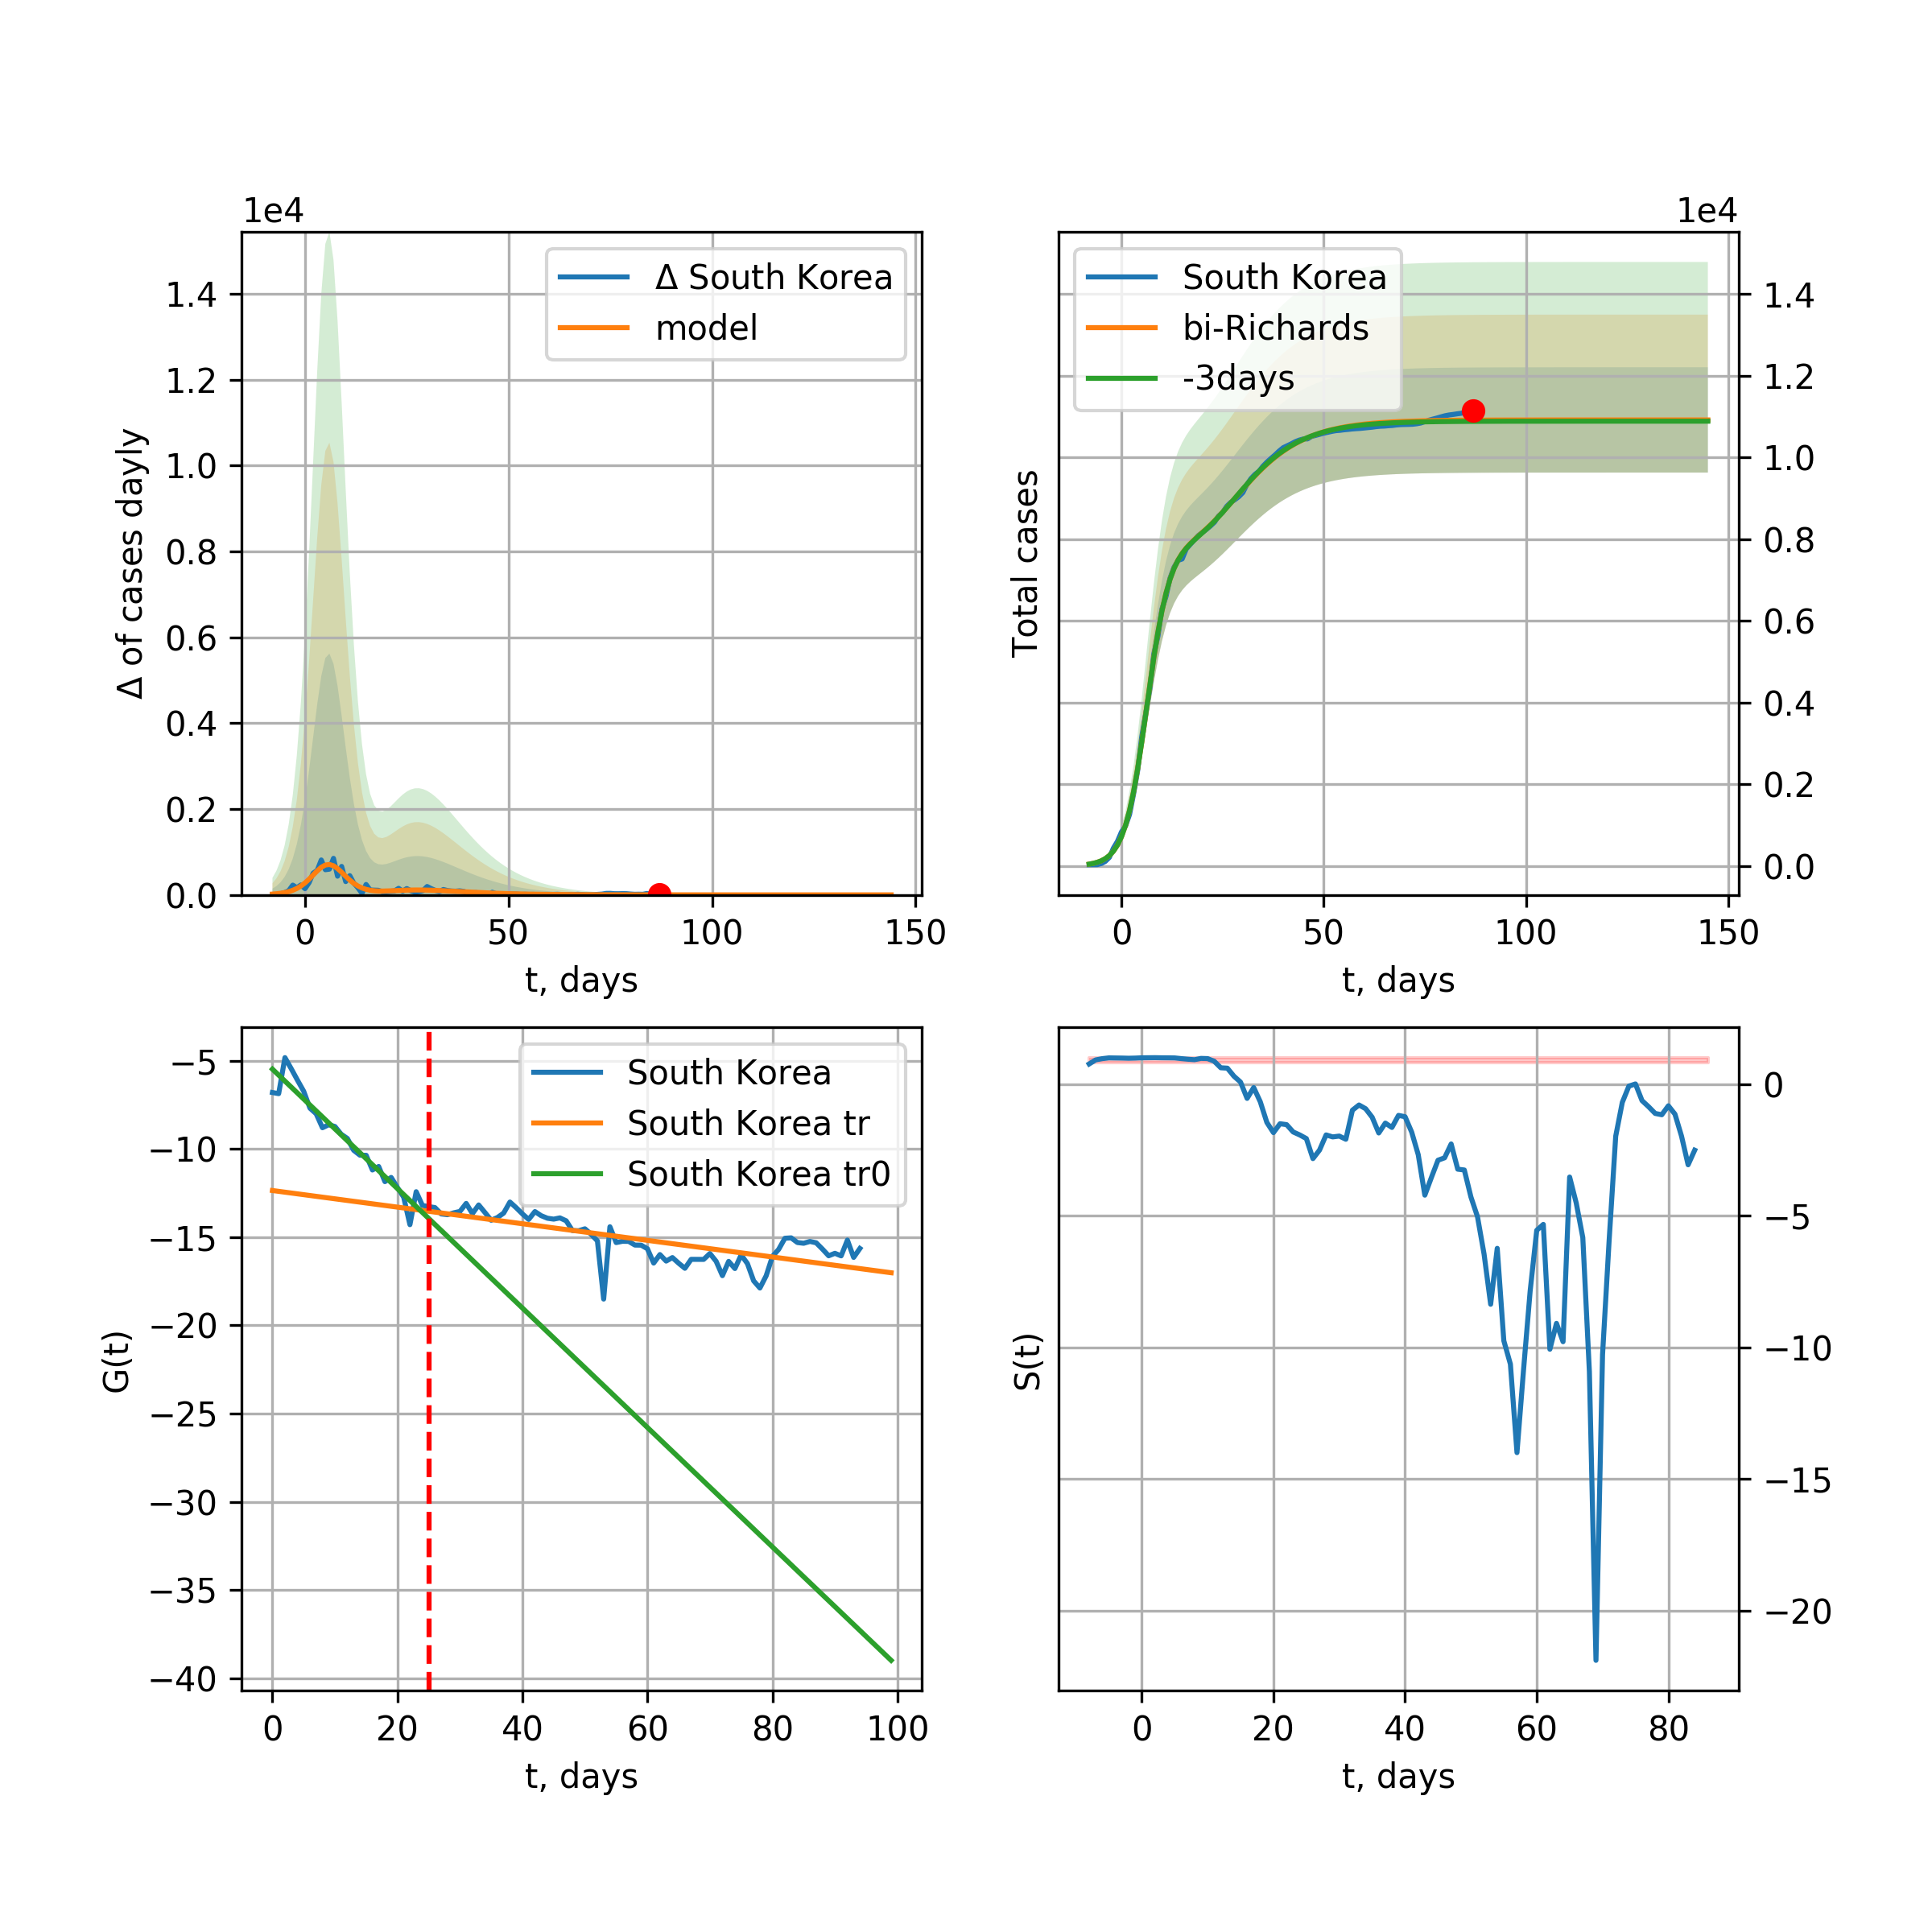 1e4
Δ of cases dayly
1.4
1.2
1.0
0.8
0.6
0.4
0.2
0.0
Δ South Korea
model
0
50
100
150
t, days
1e4
Total cases
South Korea
bi-Richards
-3days
1.4
1.2
1.0
0.8
0.6
0.4
0.2
0.0
0
50
100
150
t, days
G(t)
−5
−10
−15
−20
−25
−30
−35
−40
South Korea
South Korea tr
South Korea tr0
0
20
40
60
80
100
t, days
S(t)
0
−5
−10
−15
−20
0
20
40
60
80
t, days